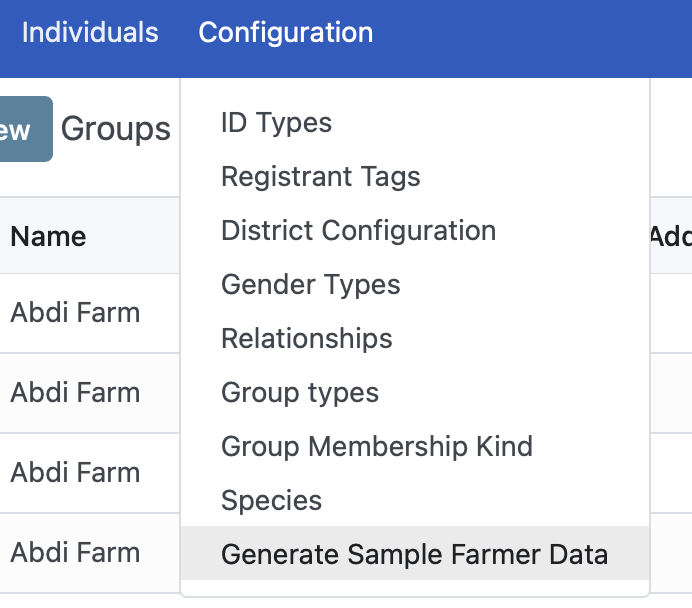 Individuals Configuration
ID Types
ew Groups
Registrant Tags
Name
District Configuration
Add
Gender Types
Abdi Farm
Relationships
Abdi Farm
Group types
Group Membership Kind
Abdi Farm
Species
Abdi Farm
Generate Sample Farmer Data